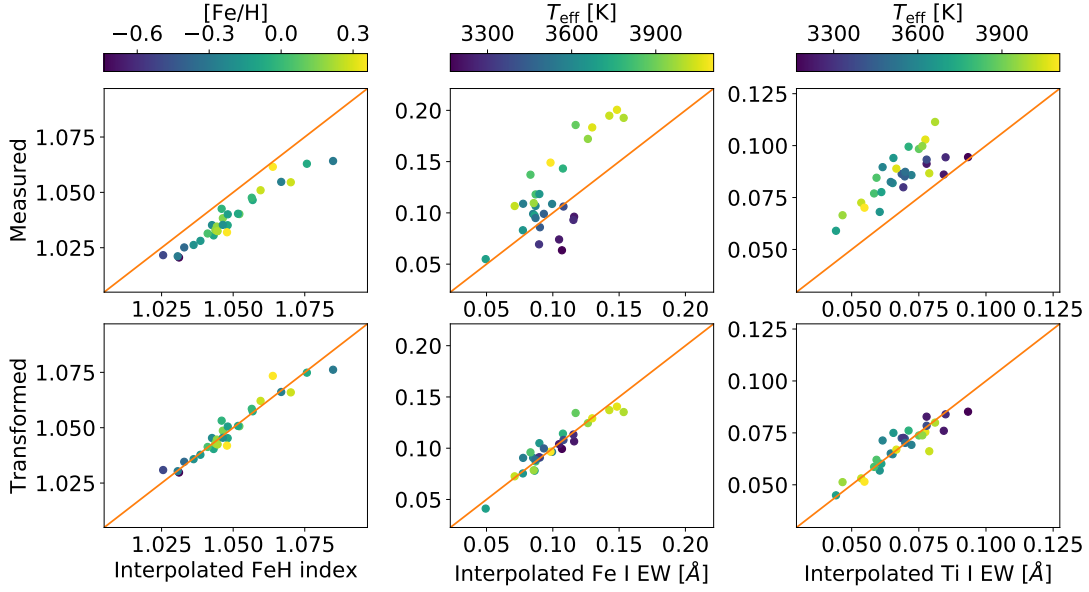 [Fe/H] T_eff [K] T_eff [K]
−0.6 −0.3 0.0 0.3 3300 3600 3900 3300 3600 3900
Measured
1.075 1.050 1.025
0.20 0.15 0.10 0.05
0.125 0.100 0.075 0.050
1.025 1.050 1.075 0.05 0.10 0.15 0.20 0.050 0.075 0.100 0.125
Transformed
1.075 1.050 1.025
0.20 0.15 0.10 0.05
0.125 0.100 0.075 0.050
1.025 1.050 1.075 0.05 0.10 0.15 0.20 0.050 0.075 0.100 0.125
Interpolated FeH index Interpolated Fe I EW [Å] Interpolated Ti I EW [Å]